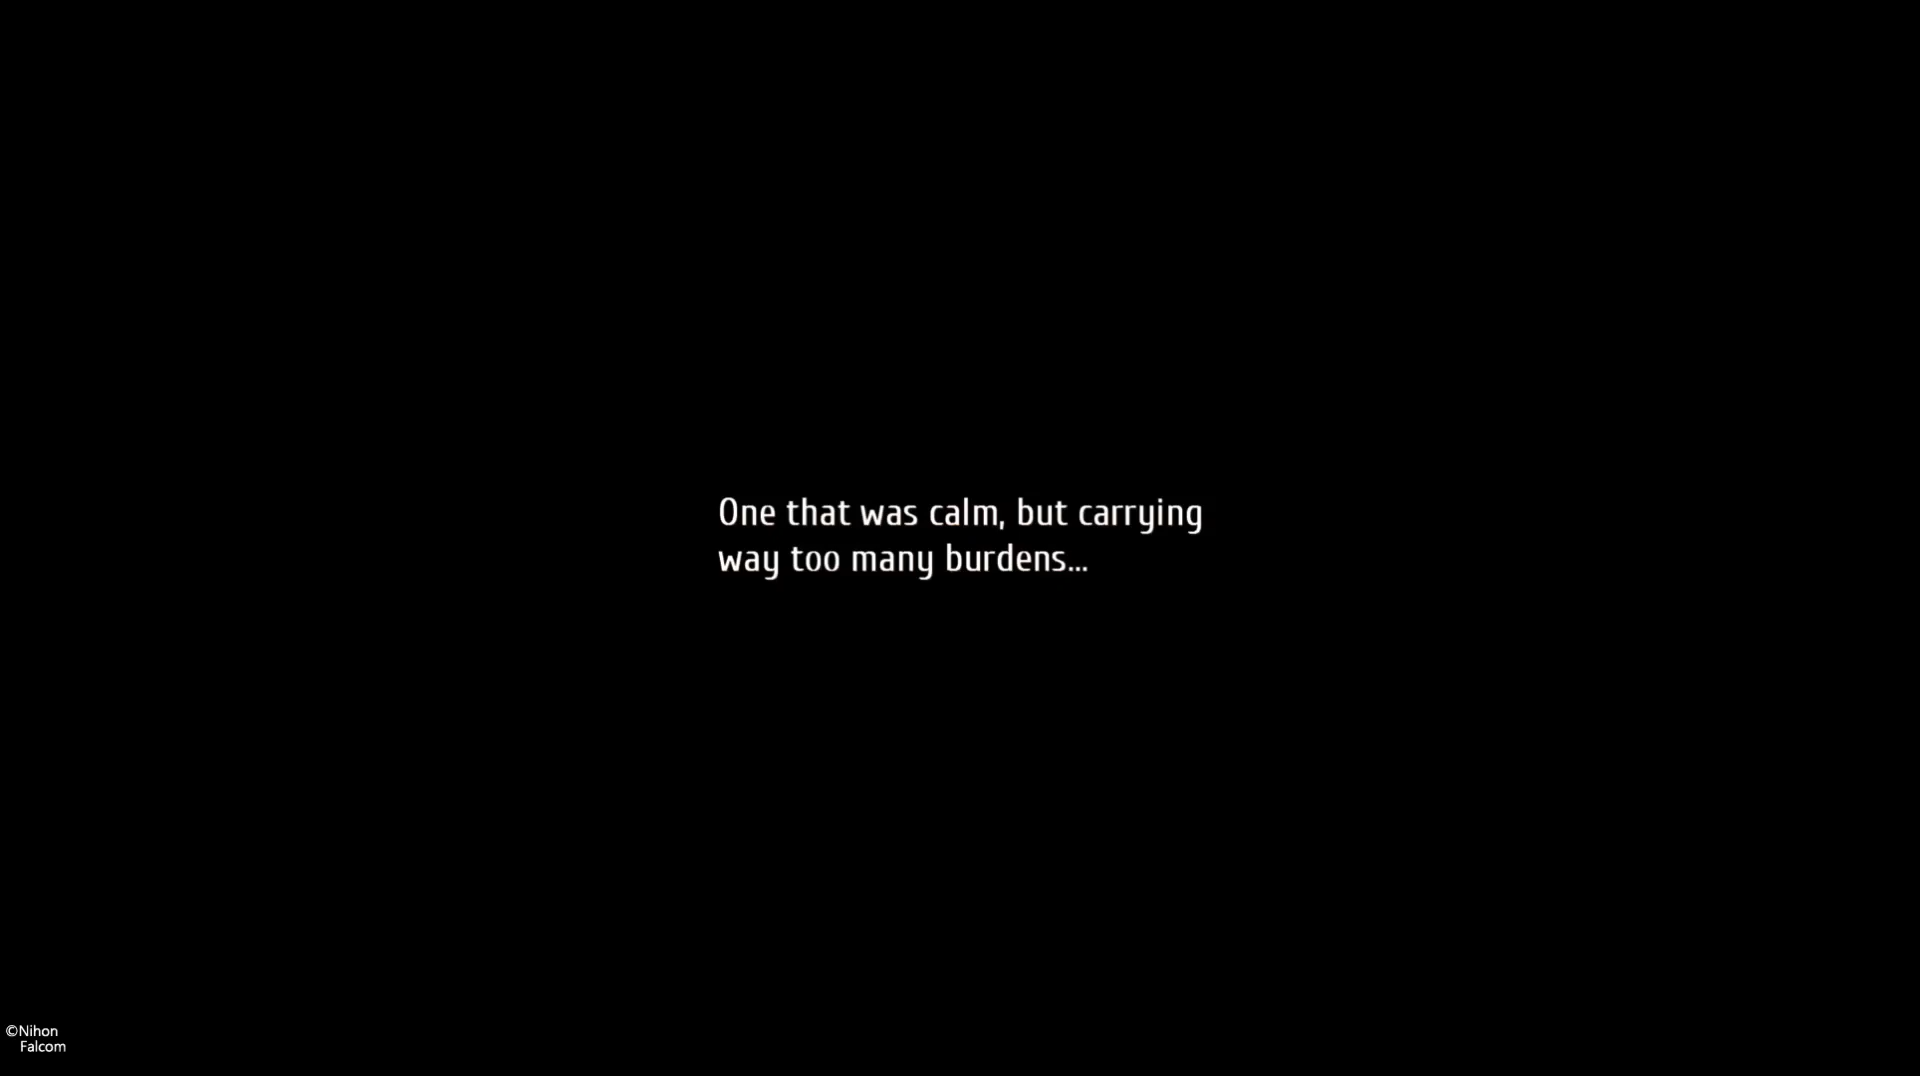 One that was calm, but carrying
way too many burdens...
©Nihon
Falcom